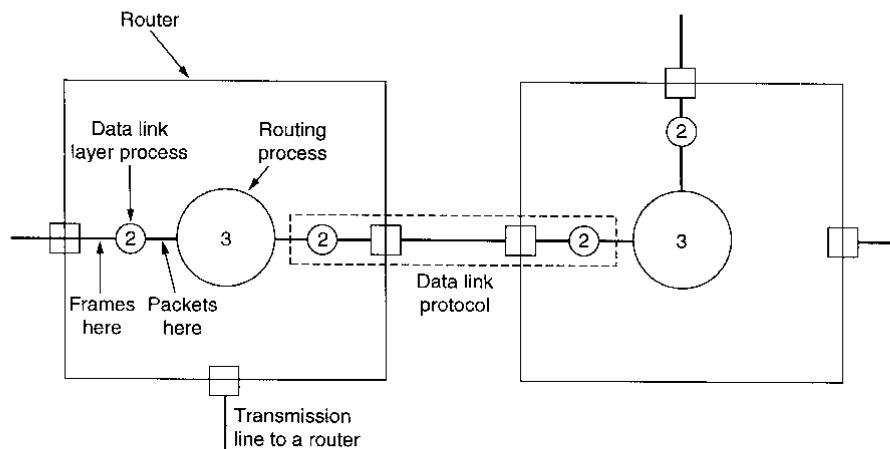 Router
Data link
layer process
Routing
process
2
2
3
2
2
3
Frames
here
Packets
here
Data link
protocol
Transmission
line to a router